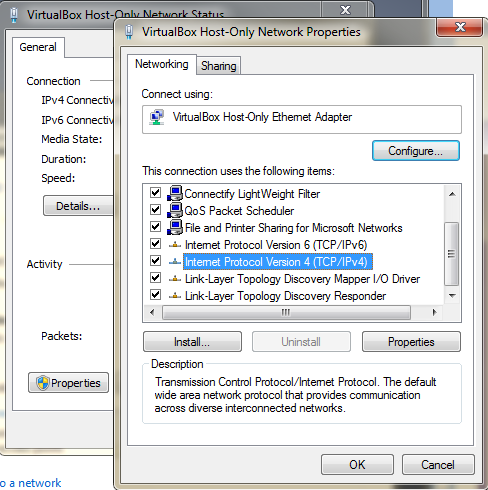 VirtualBox Host-Only Network Status
General
Connection
IPv4 Connectiv
IPv6 Connectiv
Media State:
Duration:
Speed:
Details...
Activity
Packets:
Properties
o a network
VirtualBox Host-Only Network Properties
Networking
Sharing
Connect using:
VirtualBox Host-Only Ethernet Adapter
Configure...
This connection uses the following items:
Connectify LightWeight Filter
QoS Packet Scheduler
File and Printer Sharing for Microsoft Networks
Internet Protocol Version 6 (TCP/IPv6)
Internet Protocol Version 4 (TCP/IPv4)
Link-Layer Topology Discovery Mapper I/O Driver
Link-Layer Topology Discovery Responder
Install...
Uninstall
Properties
Description
Transmission Control Protocol/Internet Protocol. The default
wide area network protocol that provides communication
across diverse interconnected networks.
OK
Cancel